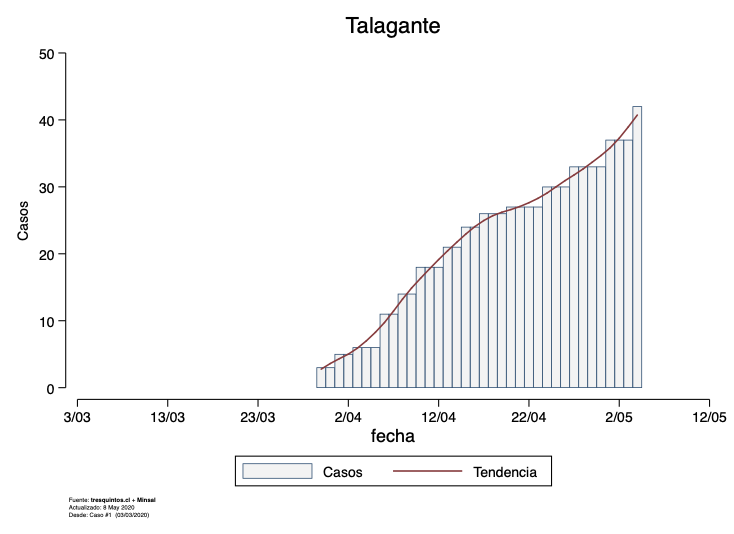 Talagante
50
40
30
20
10
0
Casos
3/03 13/03 23/03 2/04 12/04 22/04 2/05 12/05
fecha
Casos Tendencia
Fuente: tresquintos.cl + Minsal
Actualizado: 8 May 2020
Desde: Caso #1 (03/03/2020)